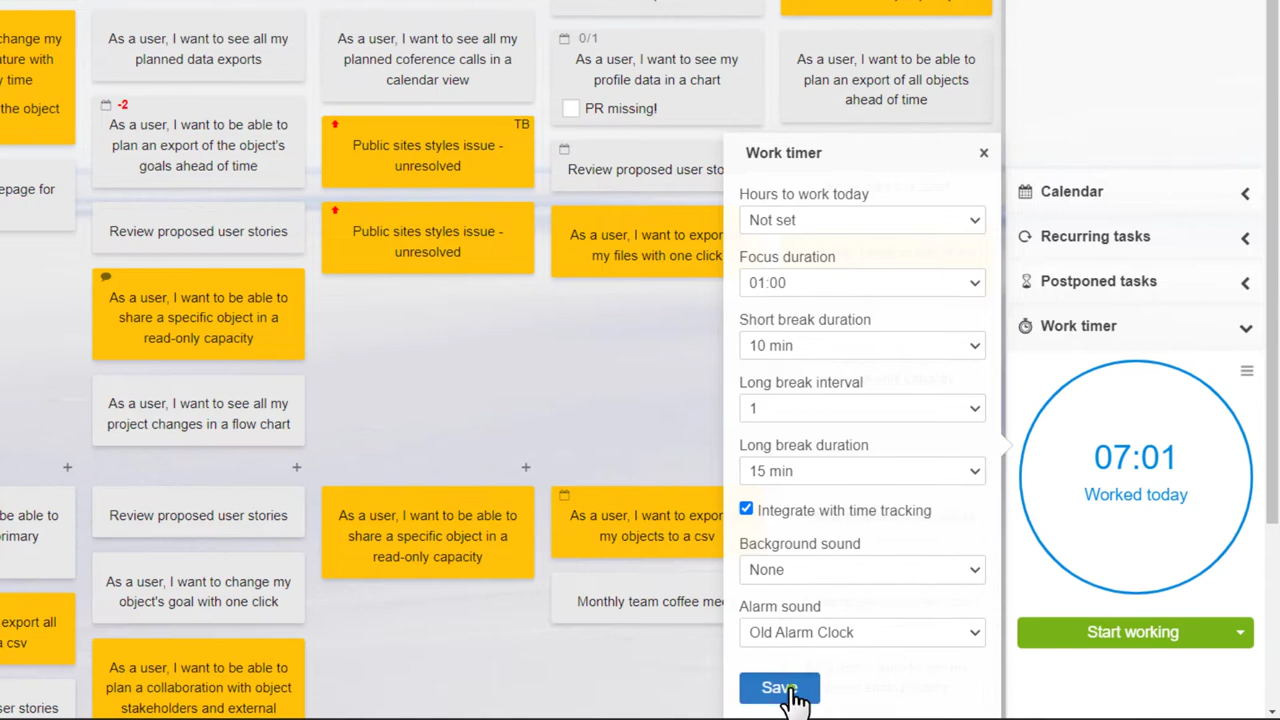 change my
ature with
y time
the object
epage for
be able to
primary
export all
a csv
user stories
As a user, I want to see all my
planned data exports
-2
As a user, I want to be able to
plan an export of the object's
goals ahead of time
Review proposed user stories
As a user, I want to be able to
share a specific object in a
read-only capacity
As a user, I want to see all my
project changes in a flow chart
+
+
Review proposed user stories
As a user, I want to change my
object's goal with one click
As a user, I want to be able to
plan a collaboration with object
stakeholders and external
As a user, I want to see all my
planned coference calls in a
calendar view
TB
Public sites styles issue -
unresolved
Public sites styles issue -
unresolved
+
As a user, I want to be able to
share a specific object in a
read-only capacity
0/1
As a user, I want to see my
profile data in a chart
PR missing!
Review proposed user sto
As a user, I want to expor
my files with one click
As a user, I want to expor
my objects to a csv
Monthly team coffee mee
As a user, I want to be able to
plan an export of all objects
ahead of time
Work timer
×
Hours to work today
Not set
Focus duration
01:00
Short break duration
10 min
Long break interval
1
Long break duration
15 min
Integrate with time tracking
Background sound
None
Alarm sound
Old Alarm Clock
Save
Calendar
Recurring tasks
Postponed tasks
Work timer
07:01
Worked today
Start working